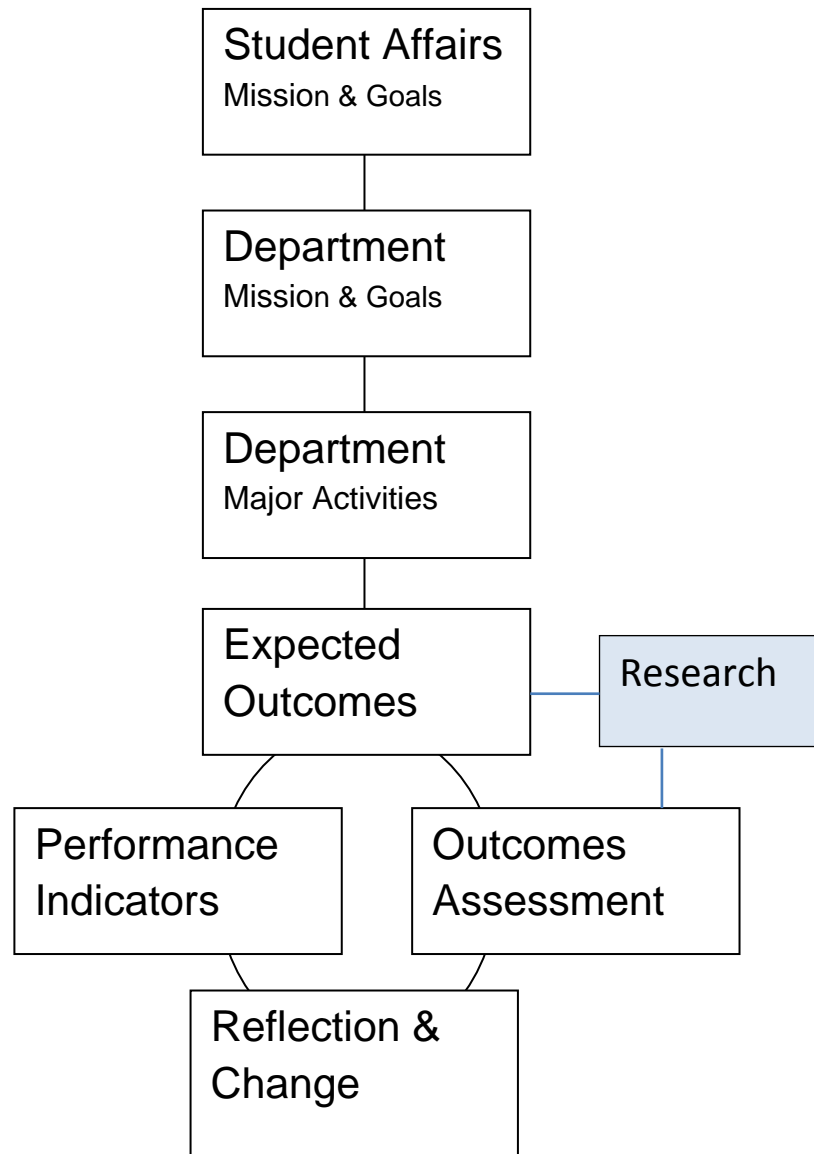 Student Affairs
Mission & Goals
Department
Mission & Goals
Department
Major Activities
Expected
Outcomes
Research
Performance
Indicators
Outcomes
Assessment
Reflection &
Change